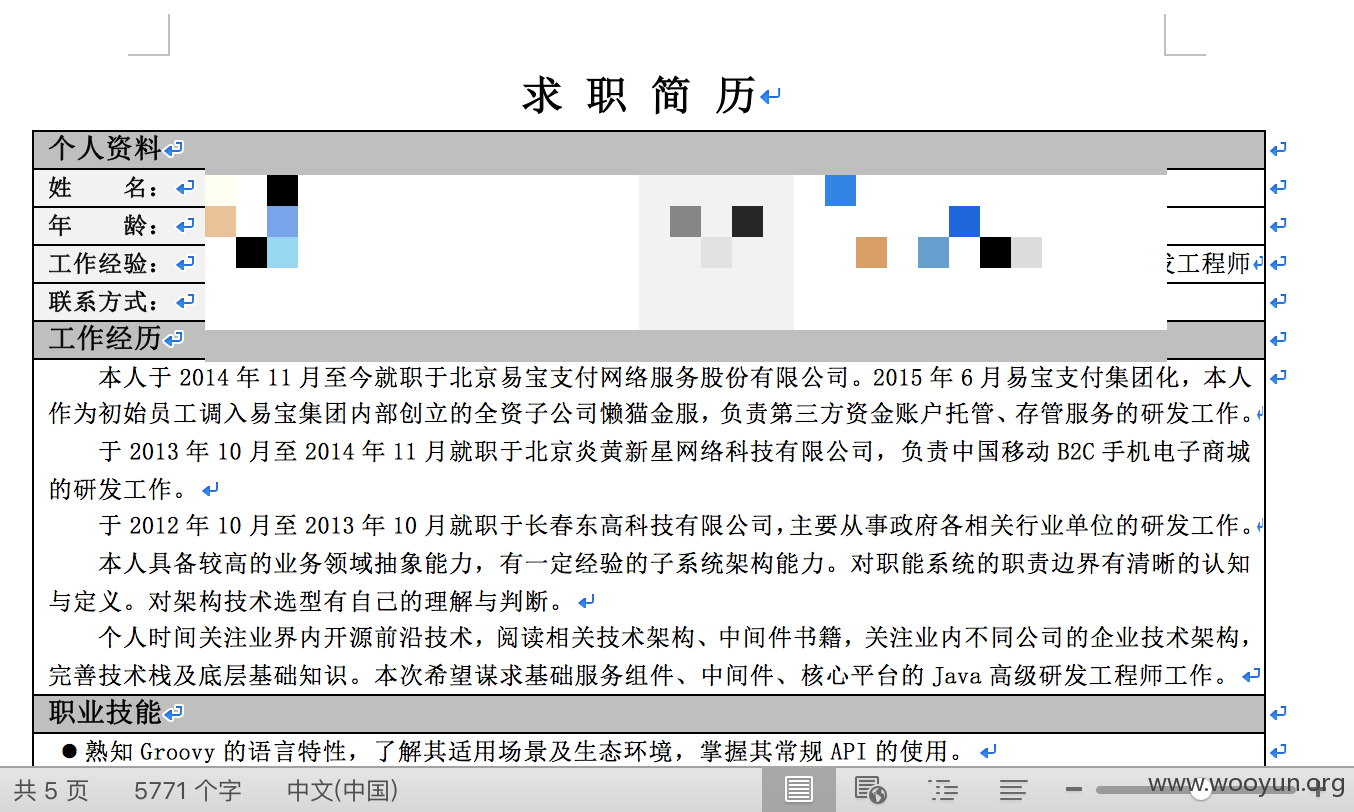 求 职 简 历
个人资料
姓 名：
年 龄：
工作经验： 发工程师
联系方式：
工作经历
本人于 2014 年 11 月至今就职于北京易宝支付网络服务股份有限公司。2015 年 6 月易宝支付集团化，本人
作为初始员工调入易宝集团内部创立的全资子公司懒猫金服，负责第三方资金账户托管、存管服务的研发工作。
于 2013 年 10 月至 2014 年 11 月就职于北京炎黄新星网络科技有限公司，负责中国移动 B2C 手机电子商城
的研发工作。
于 2012 年 10 月至 2013 年 10 月就职于长春东高科技有限公司，主要从事政府各相关行业单位的研发工作。
本人具备较高的业务领域抽象能力，有一定经验的子系统架构能力。对职能系统的职责边界有清晰的认知
与定义。对架构技术选型有自己的理解与判断。
个人时间关注业界内开源前沿技术，阅读相关技术架构、中间件书籍，关注业内不同公司的企业技术架构，
完善技术栈及底层基础知识。本次希望谋求基础服务组件、中间件、核心平台的 Java 高级研发工程师工作。
职业技能
● 熟知 Groovy 的语言特性，了解其适用场景及生态环境，掌握其常规 API 的使用。
共 5 页 5771 个字 中文(中国) www.wooyun.org